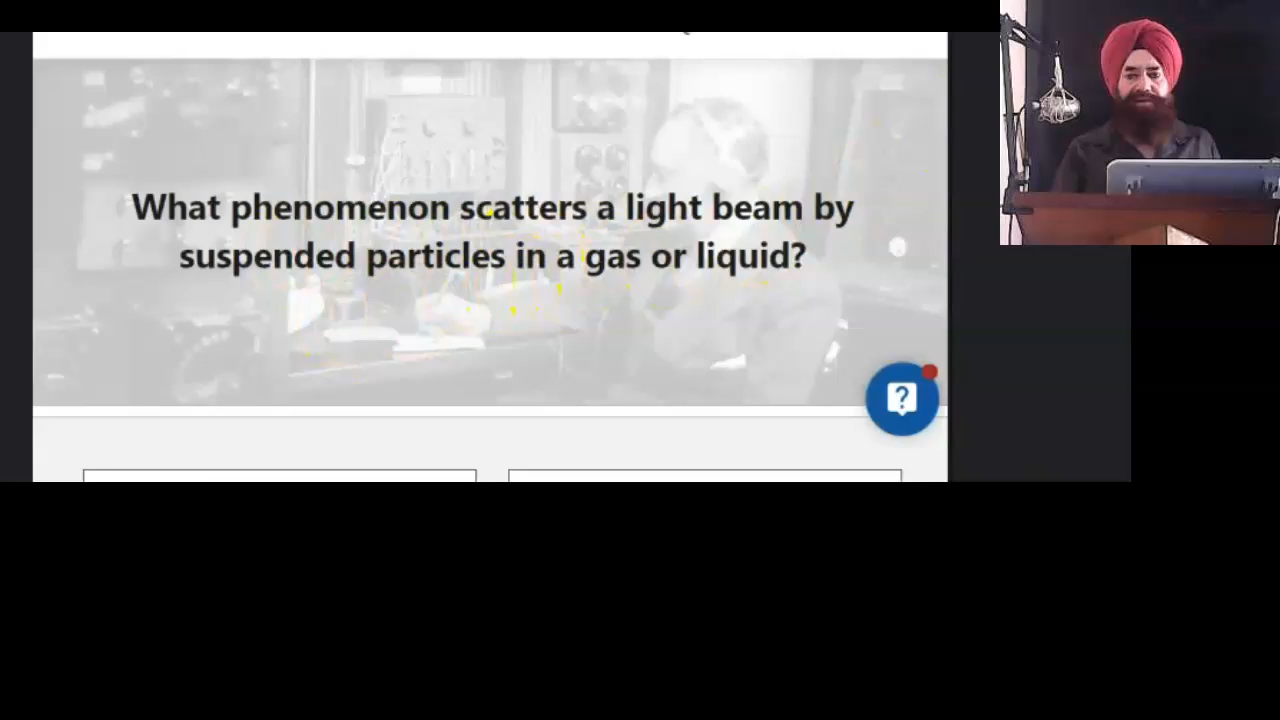 What phenomenon scatters a light beam by
suspended particles in a gas or liquid?
?